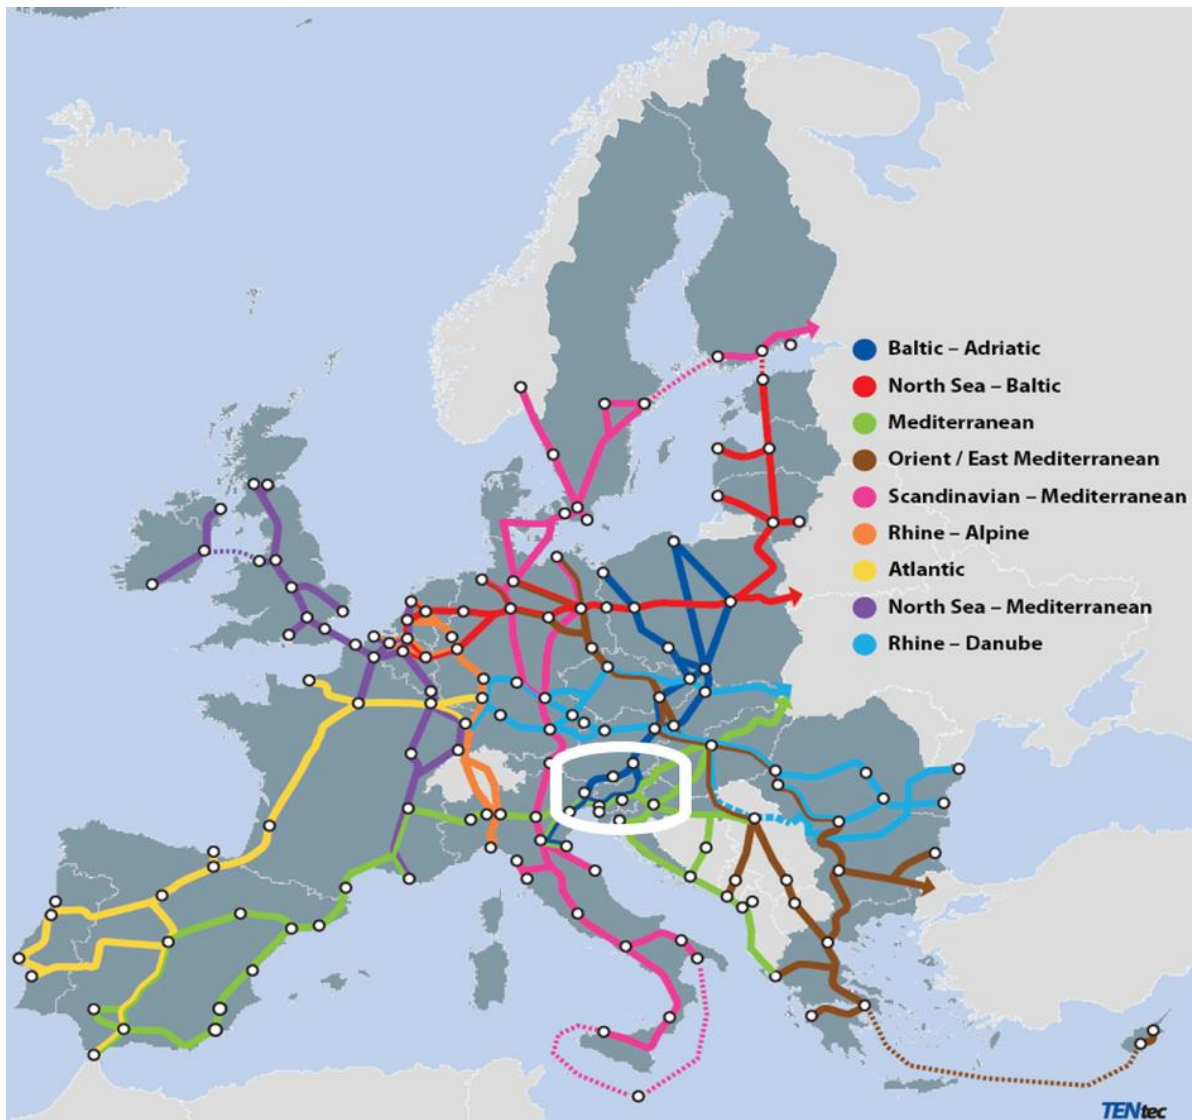 Baltic – Adriatic
North Sea – Baltic
Mediterranean
Orient / East Mediterranean
Scandinavian – Mediterranean
Rhine – Alpine
Atlantic
North Sea – Mediterranean
Rhine – Danube
TENtec